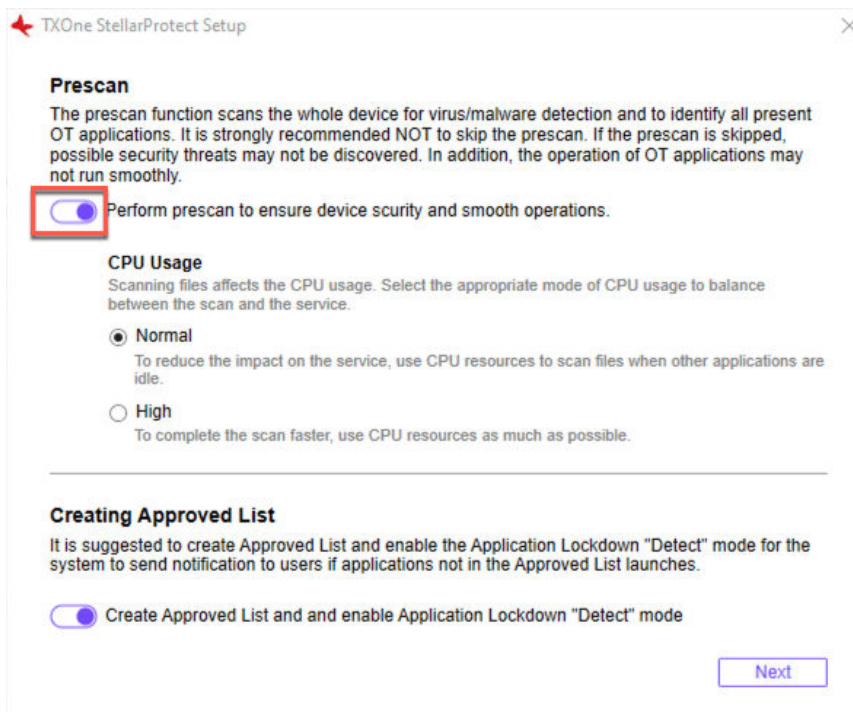 TXOne StellarProtect Setup
Prescan
The prescan function scans the whole device for virus/malware detection and to identify all present
OT applications. It is strongly recommended NOT to skip the prescan. If the prescan is skipped,
possible security threats may not be discovered. In addition, the operation of OT applications may
not run smoothly.
Perform prescan to ensure device scurity and smooth operations.
CPU Usage
Scanning files affects the CPU usage. Select the appropriate mode of CPU usage to balance
between the scan and the service.
Normal
To reduce the impact on the service, use CPU resources to scan files when other applications are
idle.
High
To complete the scan faster, use CPU resources as much as possible.
Creating Approved List
It is suggested to create Approved List and enable the Application Lockdown "Detect" mode for the
system to send notification to users if applications not in the Approved List launches.
Create Approved List and and enable Application Lockdown "Detect" mode
Next